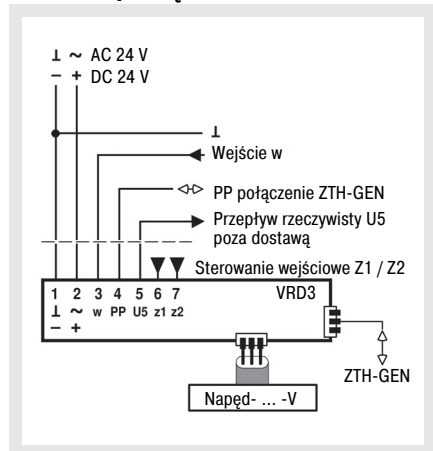 ⊥ ~ AC 24 V
– + DC 24 V
⊥
Wejście w
PP połączenie ZTH-GEN
Przepływ rzeczywisty U5
poza dostawą
Sterowanie wejściowe Z1 / Z2
1 2 3 4 5 6 7 VRD3
⊥ ~ w PP U5 z1 z2
– +
ZTH-GEN
Napęd- ... -V